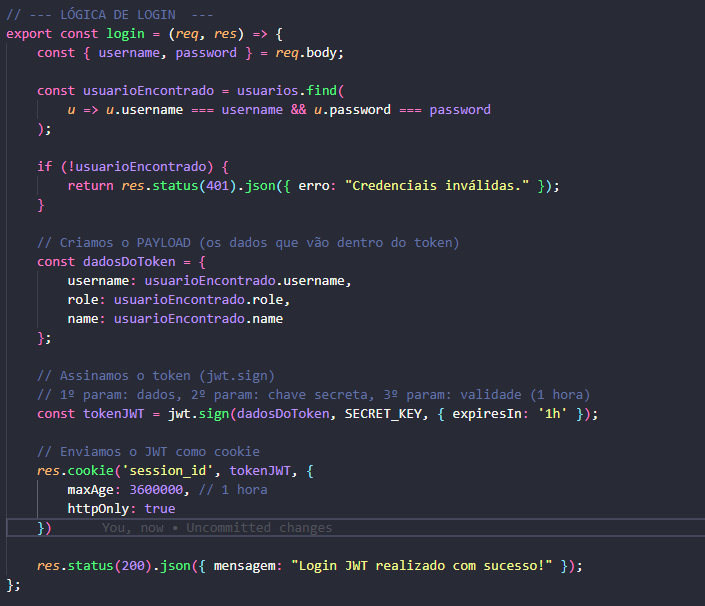 // --- LÓGICA DE LOGIN  ---
export const login = (req, res) => {
    const { username, password } = req.body;

    const usuarioEncontrado = usuarios.find(
        u => u.username === username && u.password === password
    );

    if (!usuarioEncontrado) {
        return res.status(401).json({ erro: "Credenciais inválidas." });
    }

    // Criamos o PAYLOAD (os dados que vão dentro do token)
    const dadosDoToken = {
        username: usuarioEncontrado.username,
        role: usuarioEncontrado.role,
        name: usuarioEncontrado.name
    };

    // Assinamos o token (jwt.sign)
    // 1º param: dados, 2º param: chave secreta, 3º param: validade (1 hora)
    const tokenJWT = jwt.sign(dadosDoToken, SECRET_KEY, { expiresIn: '1h' });

    // Enviamos o JWT como cookie
    res.cookie('session_id', tokenJWT, {
        maxAge: 3600000, // 1 hora
        httpOnly: true
    })      You, now • Uncommitted changes

    res.status(200).json({ mensagem: "Login JWT realizado com sucesso!" });
};